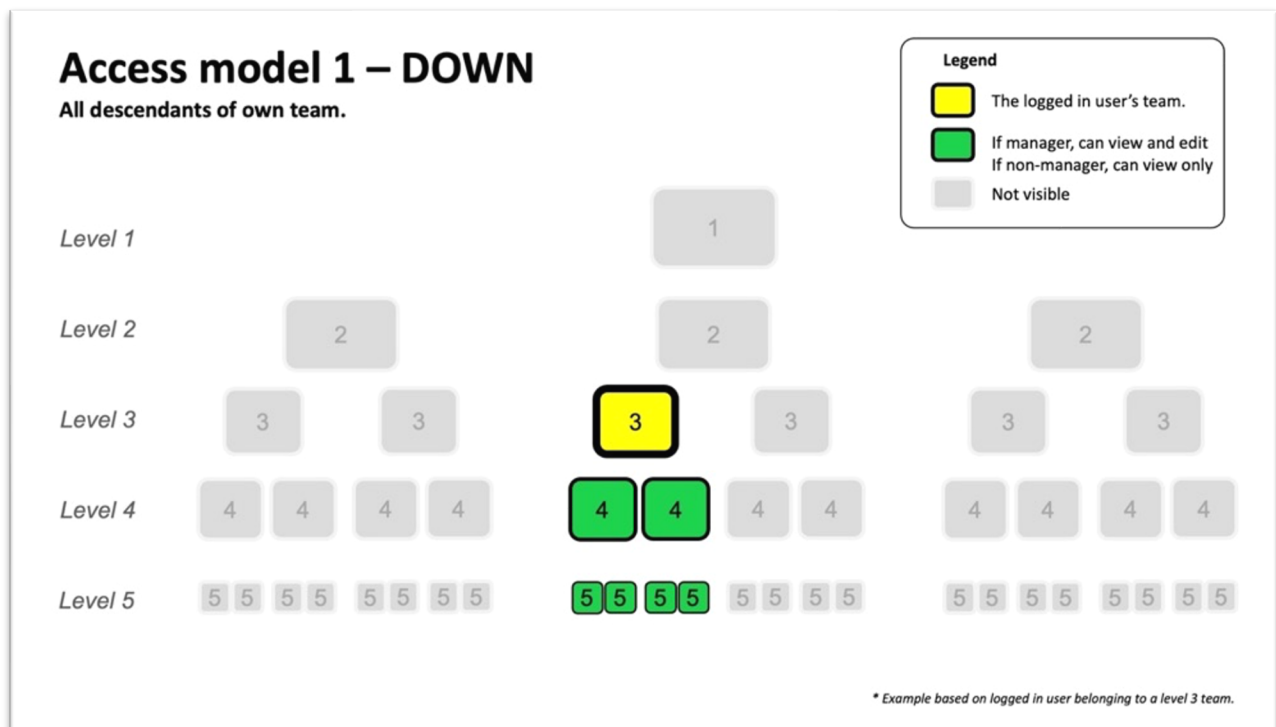 Access model 1 – DOWN
All descendants of own team.
Legend
The logged in user's team.
If manager, can view and edit
If non-manager, can view only
Not visible
Level 1
1
Level 2
2 2 2
Level 3
3 3 3 3 3 3
Level 4
4 4 4 4 4 4 4 4 4 4 4 4
Level 5
5 5 5 5 5 5 5 5 5 5 5 5 5 5 5 5 5 5 5 5 5 5 5 5
* Example based on logged in user belonging to a level 3 team.